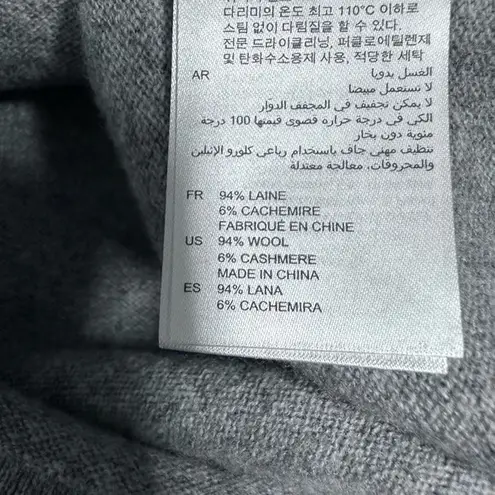 다리미의 온도 최고 110°C 이하로
스팀 없이 다림질을 할 수 있다.
전문 드라이클리닝, 퍼클로에틸렌제
및 탄화수소용제 사용, 적당한 세탁
AR
الغسل يدويا
لا تستعمل مبيضا
لا يمكن تجفيف في المجفف الدوار
الكي في درجة حراره قصوى قيمتها 100 درجة
مئوية دون بخار
تنظيف مهني جاف باستخدام رباعي كلورو الإثيلين
والمحروقات، معالجة معتدلة
FR 94% LAINE
6% CACHEMIRE
FABRIQUÉ EN CHINE
US 94% WOOL
6% CASHMERE
MADE IN CHINA
ES 94% LANA
6% CACHEMIRA